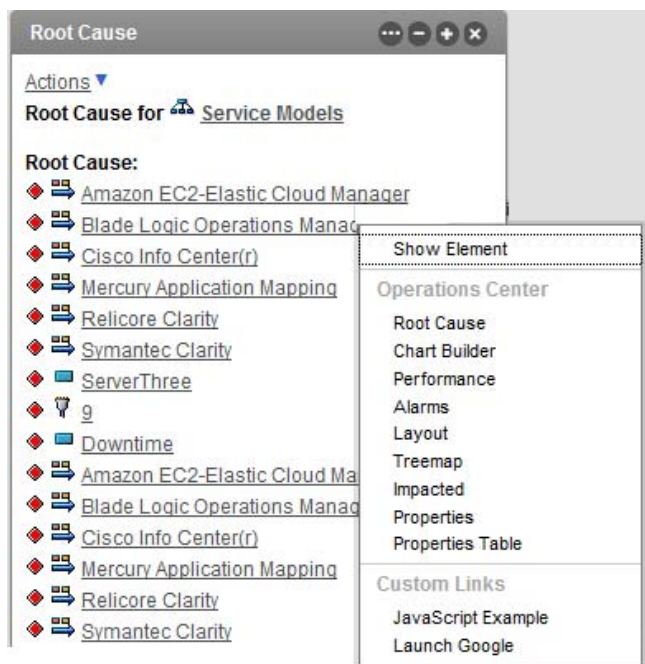 Root Cause
Actions
Root Cause for Service Models
Root Cause:
Amazon EC2-Elastic Cloud Manager
Blade Logic Operations Manag
Cisco Info Center(r)
Mercury Application Mapping
Relicore Clarity
Symantec Clarity
ServerThree
9
Downtime
Amazon EC2-Elastic Cloud Ma
Blade Logic Operations Manag
Cisco Info Center(r)
Mercury Application Mapping
Relicore Clarity
Symantec Clarity
Show Element
Operations Center
Root Cause
Chart Builder
Performance
Alarms
Layout
Treemap
Impacted
Properties
Properties Table
Custom Links
JavaScript Example
Launch Google